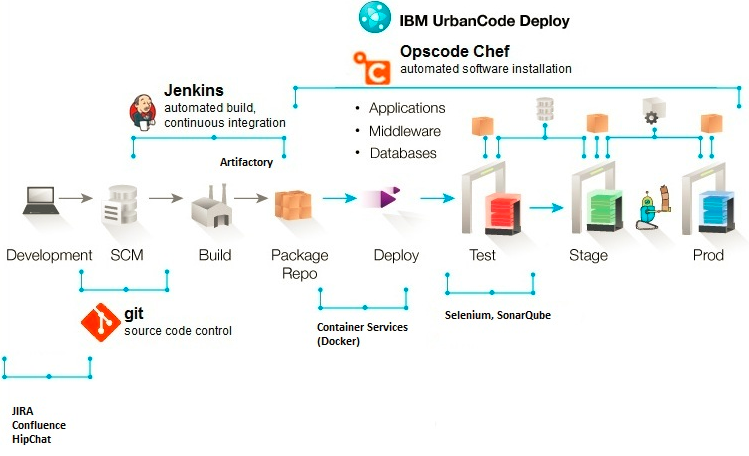 IBM UrbanCode Deploy
Opscode Chef
automated software installation
Jenkins
automated build,
continuous integration
• Applications
• Middleware
• Databases
Artifactory
Development
SCM
Build
Package
Repo
Deploy
Test
Stage
Prod
git
source code control
Container Services
(Docker)
Selenium, SonarQube
JIRA
Confluence
HipChat